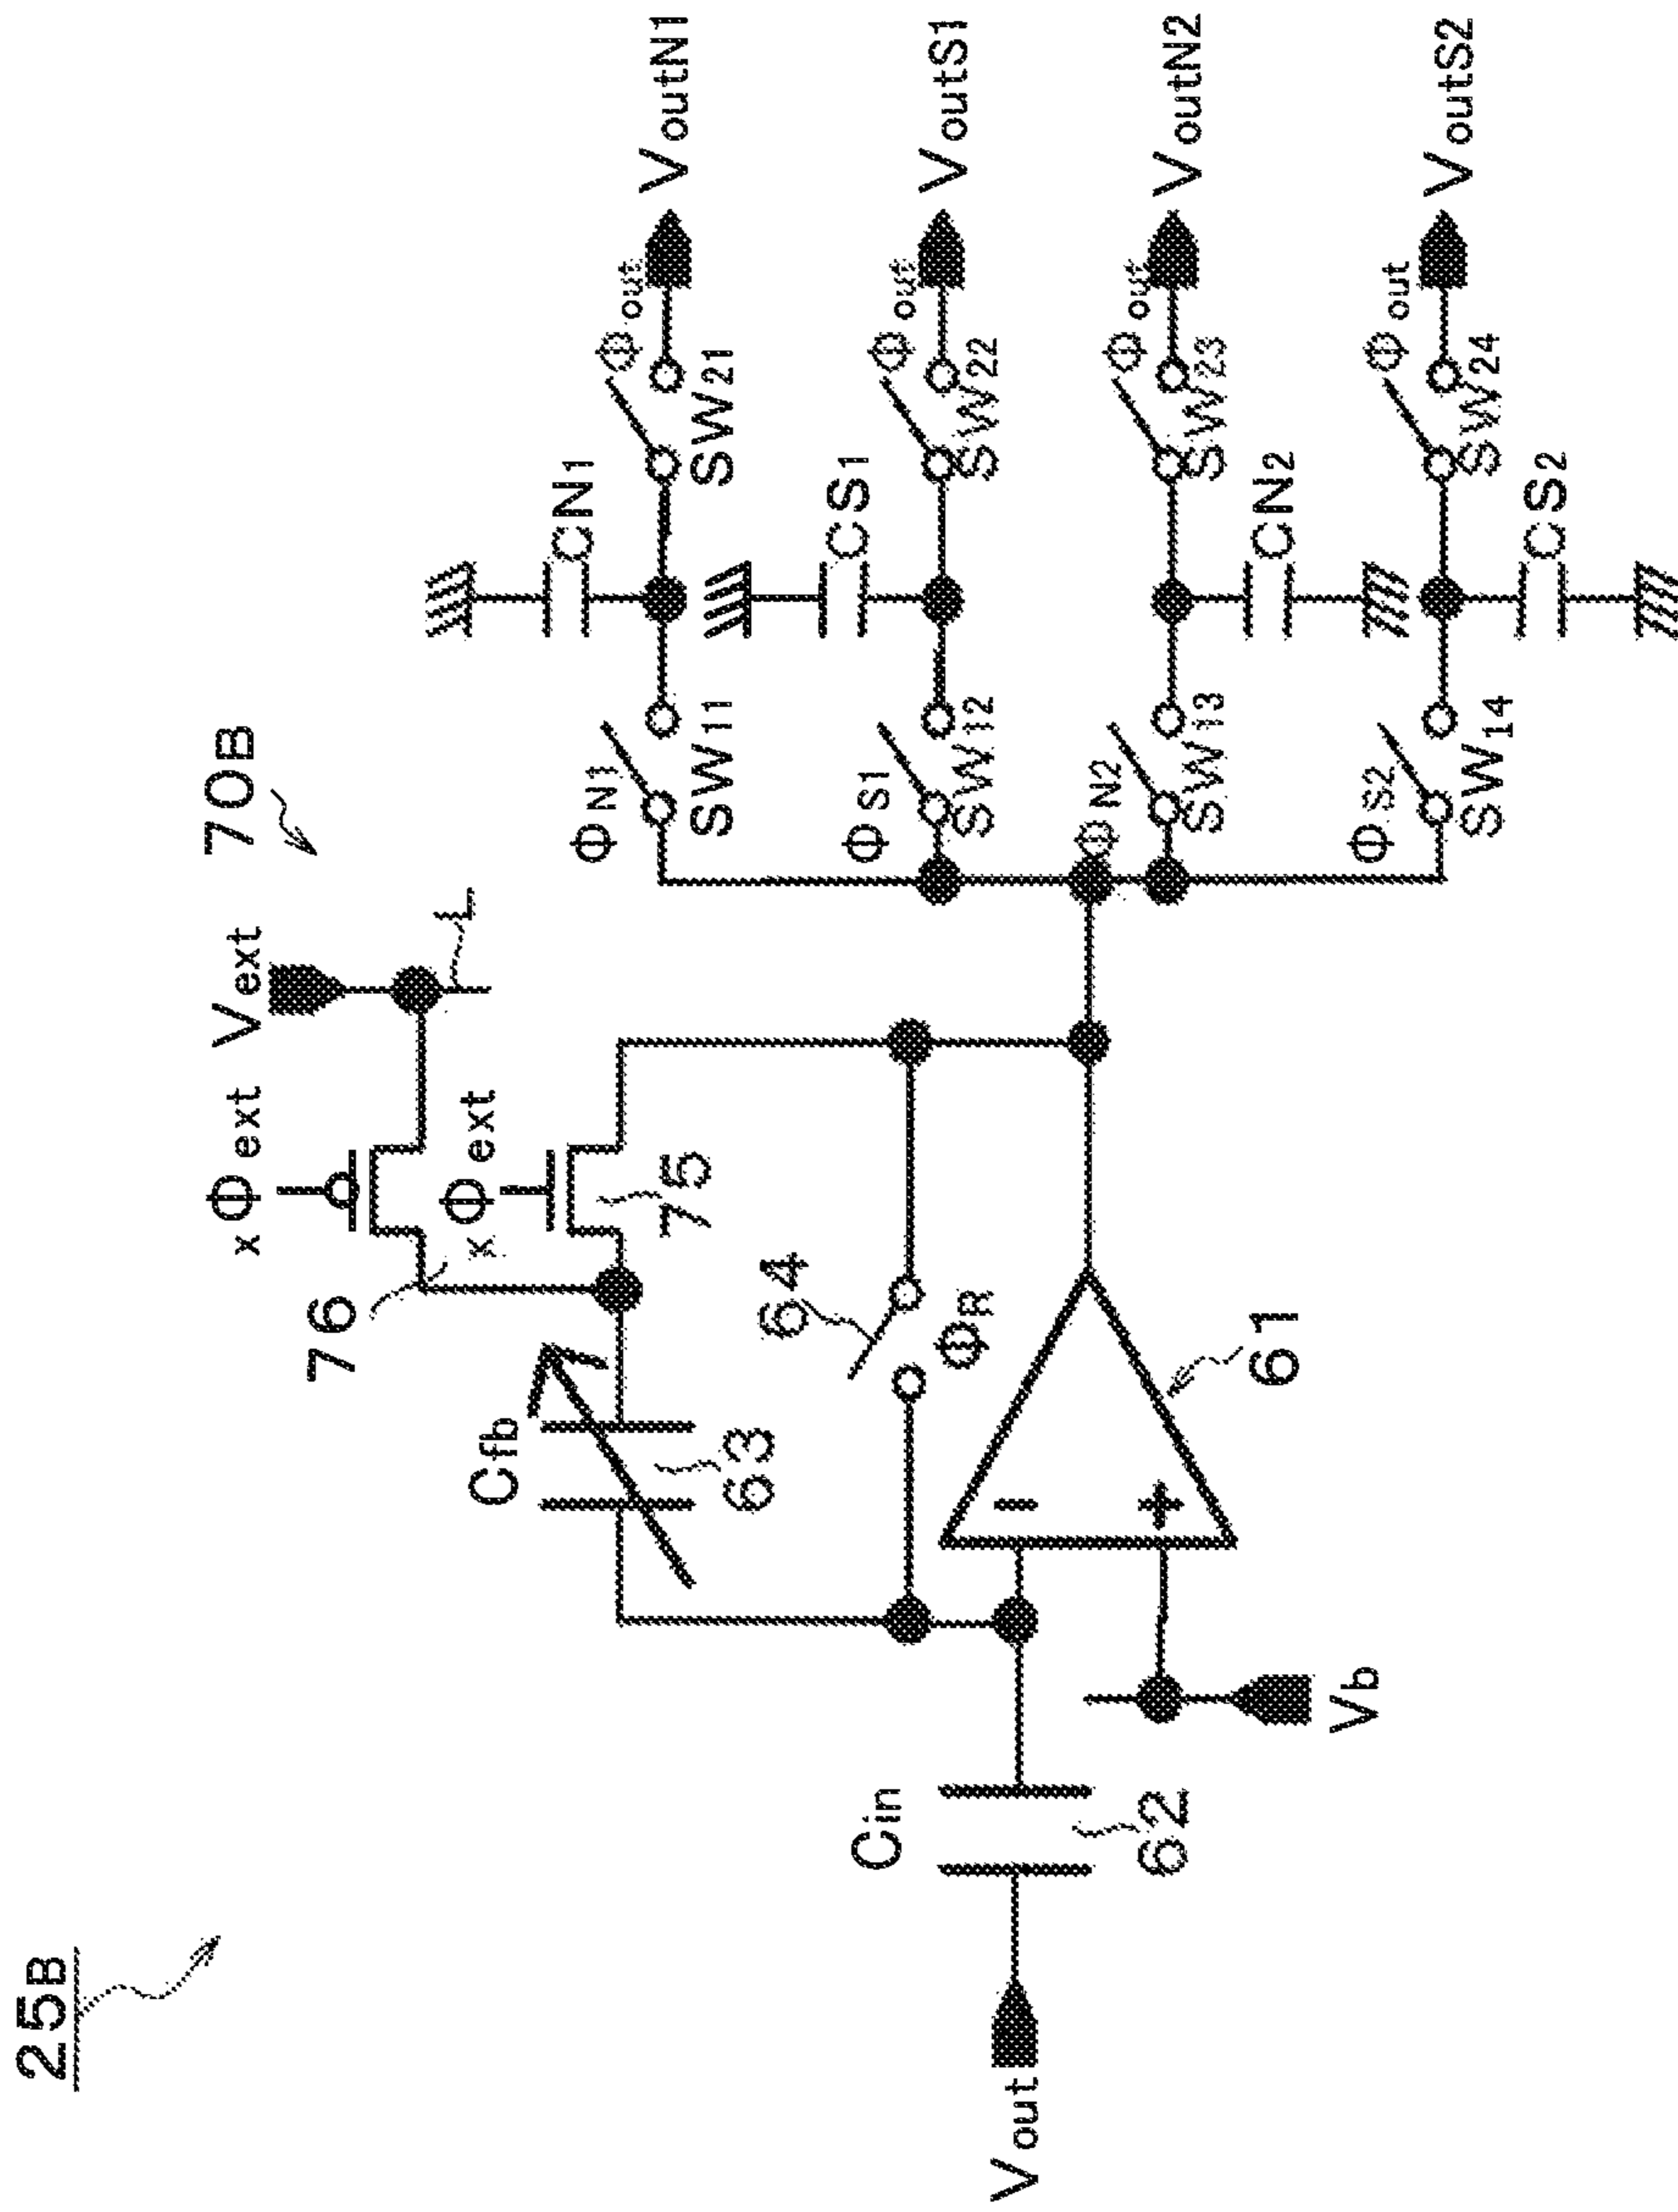 25B
70B
Vext
xΦext
xΦext
L
76
75
Cfb
63
64
ΦR
61
Cin
62
Vout
Vb
−
+
ΦN1
SW11
CN1
Φout
SW21
VoutN1
ΦS1
SW12
CS1
Φout
SW22
VoutS1
ΦN2
SW13
CN2
Φout
SW23
VoutN2
ΦS2
SW14
CS2
Φout
SW24
VoutS2